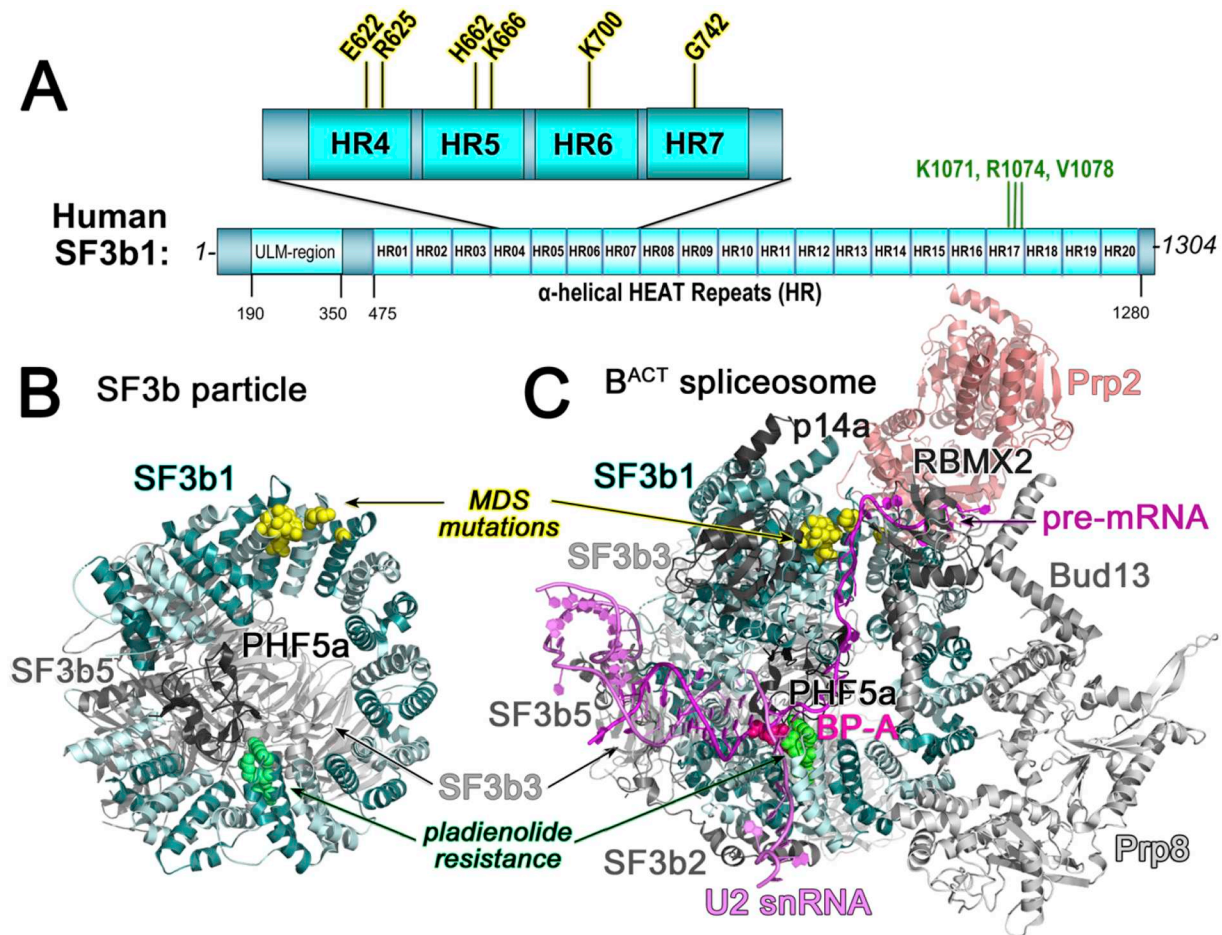 A
E622
R625
H662
K666
K700
G742
HR4
HR5
HR6
HR7
K1071, R1074, V1078
Human
SF3b1:
1-
ULM-region
HR01
HR02
HR03
HR04
HR05
HR06
HR07
HR08
HR09
HR10
HR11
HR12
HR13
HR14
HR15
HR16
HR17
HR18
HR19
HR20
-1304
190
350
475
α-helical HEAT Repeats (HR)
1280
B
SF3b particle
SF3b1
MDS
mutations
PHF5a
SF3b5
SF3b3
pladienolide
resistance
C
BACT spliceosome
p14a
Prp2
SF3b1
RBMX2
pre-mRNA
SF3b3
Bud13
PHF5a
SF3b5
BP-A
SF3b2
Prp8
U2 snRNA